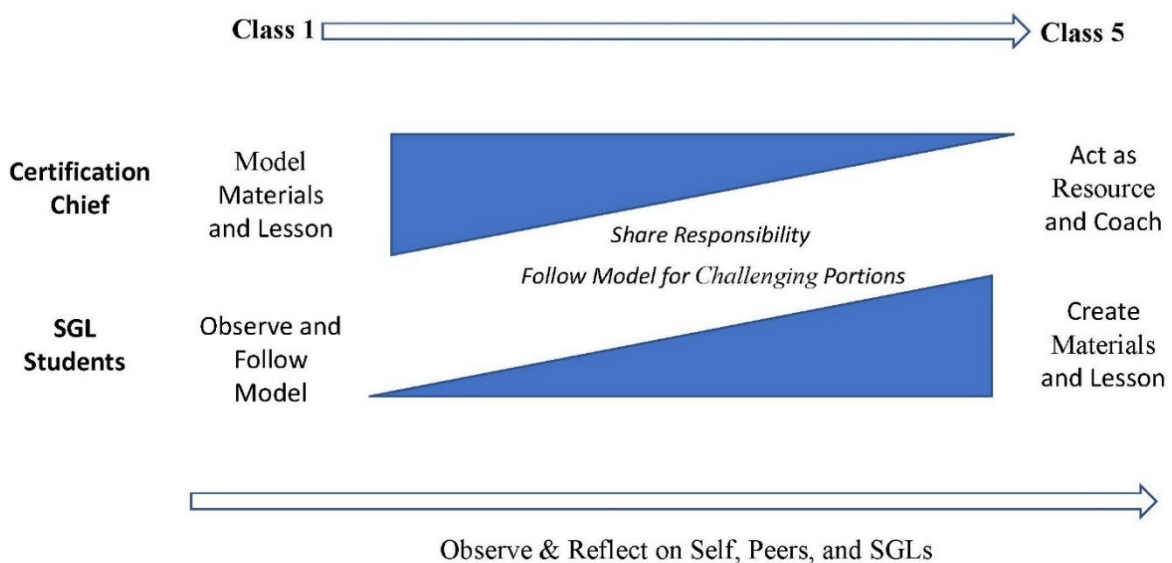 Class 1
Class 5
Certification
Chief
Model
Materials
and Lesson
Act as
Resource
and Coach
Share Responsibility
Follow Model for Challenging Portions
SGL
Students
Observe and
Follow
Model
Create
Materials
and Lesson
Observe & Reflect on Self, Peers, and SGLs